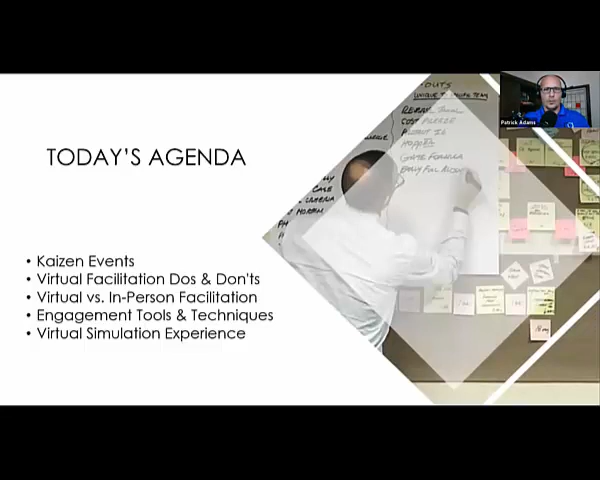 Patrick Adams
TODAY'S AGENDA
• Kaizen Events
• Virtual Facilitation Dos & Don'ts
• Virtual vs. In-Person Facilitation
• Engagement Tools & Techniques
• Virtual Simulation Experience
OUTS